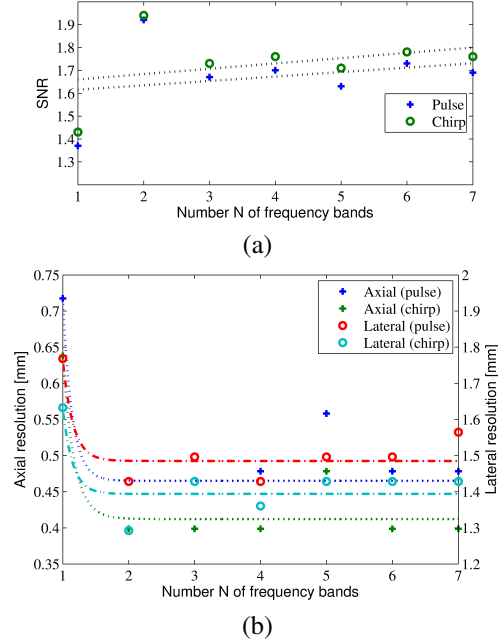 1.9
1.8
1.7
1.6
1.5
1.4
1.3
SNR
Pulse
Chirp
1 2 3 4 5 6 7
Number N of frequency bands
(a)
0.75
0.7
0.65
0.6
0.55
0.5
0.45
0.4
0.35
Axial resolution [mm]
Axial (pulse)
Axial (chirp)
Lateral (pulse)
Lateral (chirp)
2
1.9
1.8
1.7
1.6
1.5
1.4
1.3
1.2
Lateral resolution [mm]
1 2 3 4 5 6 7
Number N of frequency bands
(b)